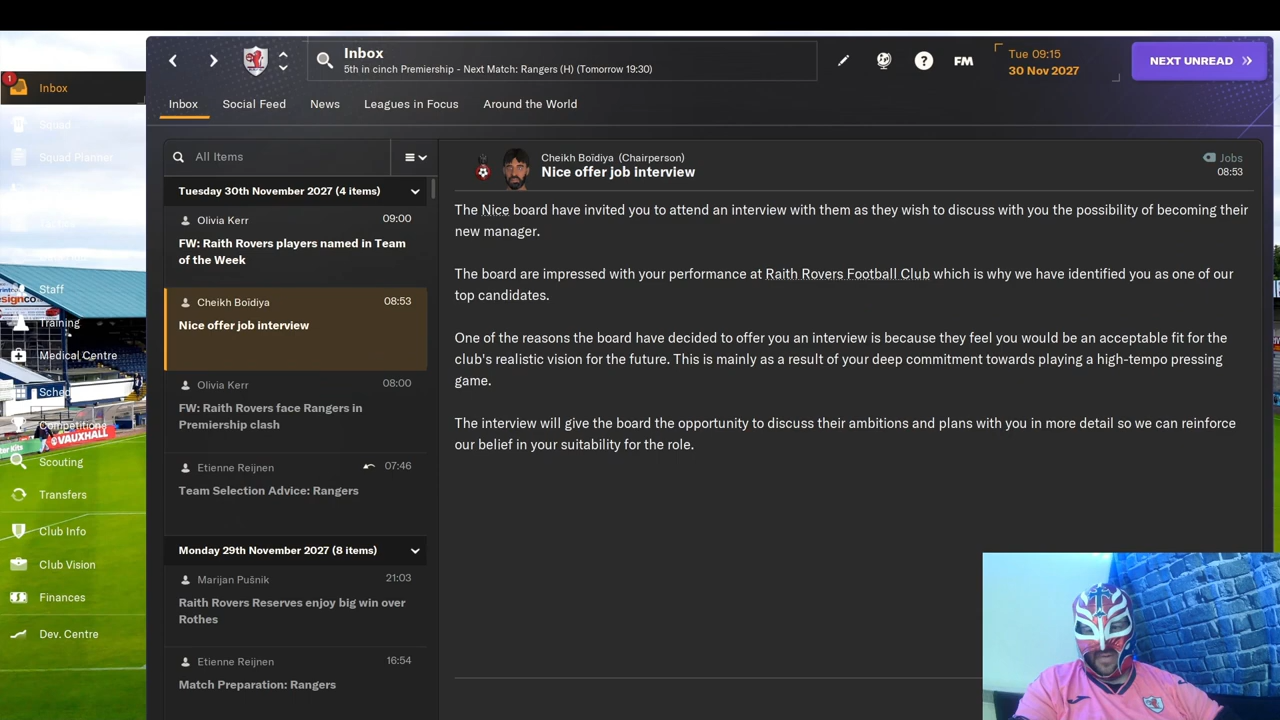 Inbox
5th in cinch Premiership - Next Match: Rangers (H) (Tomorrow 19:30)
?
FM
Tue 09:15
30 Nov 2027
NEXT UNREAD
1
Inbox
Squad
Squad Planner
Staff
Training
Medical Centre
Sched
Competitions
Scouting
Transfers
Club Info
Club Vision
Finances
Dev. Centre
VAUXHALL
Inbox Social Feed News Leagues in Focus Around the World
All Items
Tuesday 30th November 2027 (4 items)
Olivia Kerr 09:00
FW: Raith Rovers players named in Team
of the Week
Cheikh Boïdiya 08:53
Nice offer job interview
Olivia Kerr 08:00
FW: Raith Rovers face Rangers in
Premiership clash
Etienne Reijnen 07:46
Team Selection Advice: Rangers
Monday 29th November 2027 (8 items)
Marijan Pušnik 21:03
Raith Rovers Reserves enjoy big win over
Rothes
Etienne Reijnen 16:54
Match Preparation: Rangers
Cheikh Boïdiya (Chairperson)
Nice offer job interview
Jobs
08:53
The Nice board have invited you to attend an interview with them as they wish to discuss with you the possibility of becoming their
new manager.
The board are impressed with your performance at Raith Rovers Football Club which is why we have identified you as one of our
top candidates.
One of the reasons the board have decided to offer you an interview is because they feel you would be an acceptable fit for the
club's realistic vision for the future. This is mainly as a result of your deep commitment towards playing a high-tempo pressing
game.
The interview will give the board the opportunity to discuss their ambitions and plans with you in more detail so we can reinforce
our belief in your suitability for the role.